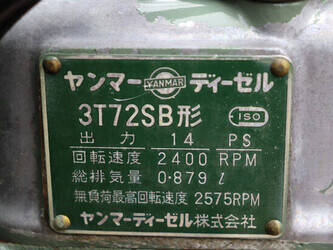 ヤンマー YANMAR ディーゼル
3T72SB形 ISO
出力 14 PS
回転速度 2400 RPM
総排気量 0.879 ℓ
無負荷最高回転速度 2575RPM
ヤンマーディーゼル株式会社